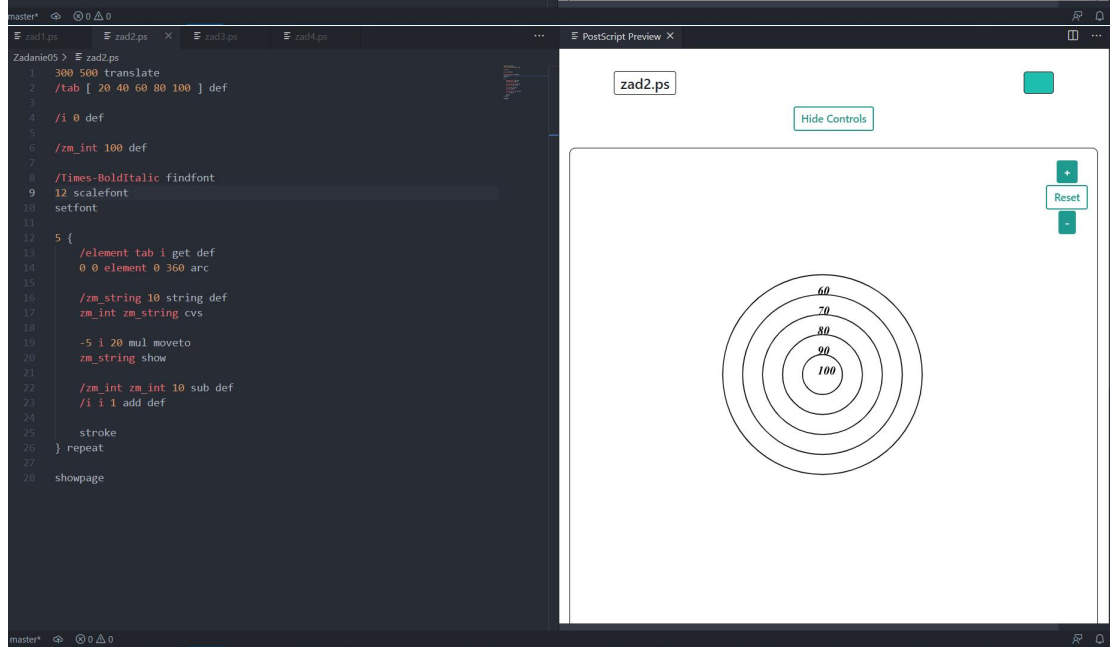 master* 0 0
zad1.ps zad2.ps × zad3.ps zad4.ps ... PostScript Preview × ...
Zadanie05 > zad2.ps
1 300 500 translate
2 /tab [ 20 40 60 80 100 ] def
3
4 /i 0 def
5
6 /zm_int 100 def
7
8 /Times-BoldItalic findfont
9 12 scalefont
10 setfont
11
12 5 {
13 /element tab i get def
14 0 0 element 0 360 arc
15
16 /zm_string 10 string def
17 zm_int zm_string cvs
18
19 -5 i 20 mul moveto
20 zm_string show
21
22 /zm_int zm_int 10 sub def
23 /i i 1 add def
24
25 stroke
26 } repeat
27
28 showpage
zad2.ps
Hide Controls
+
Reset
-
60
70
80
90
100
master* 0 0